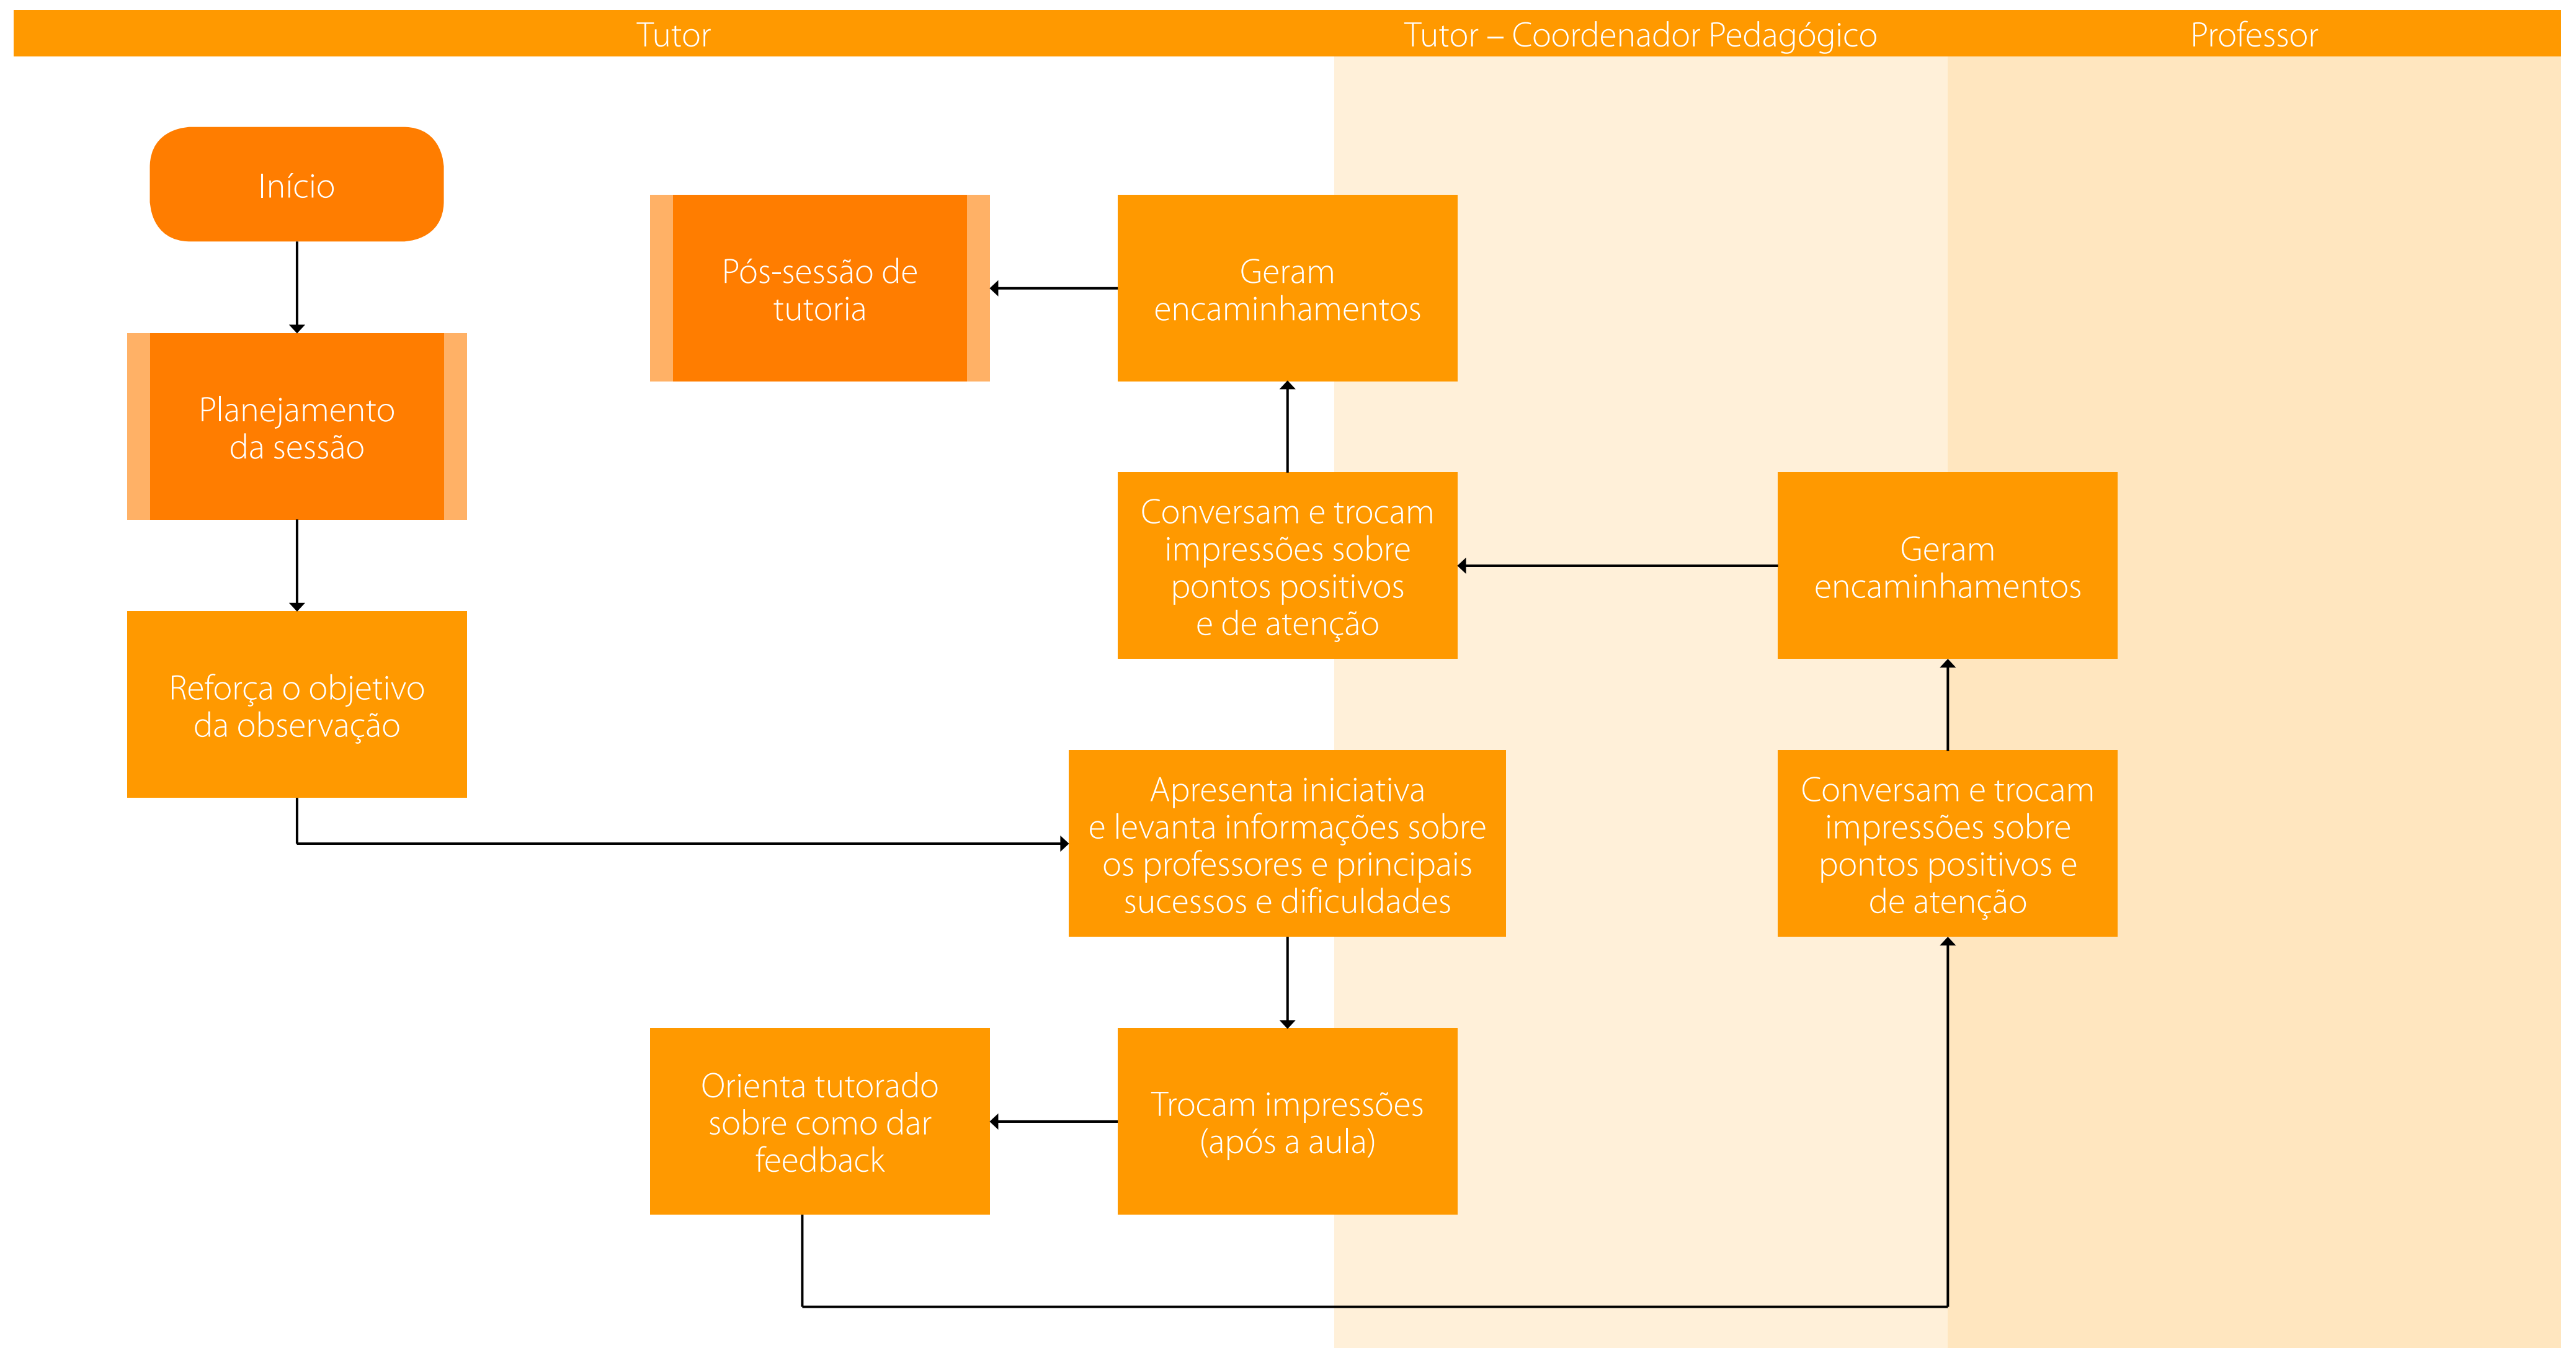 Tutor
Tutor – Coordenador Pedagógico
Professor
Início
Planejamento
da sessão
Reforça o objetivo
da observação
Apresenta iniciativa
e levanta informações sobre
os professores e principais
sucessos e dificuldades
Trocam impressões
(após a aula)
Orienta tutorado
sobre como dar
feedback
Conversam e trocam
impressões sobre
pontos positivos e
de atenção
Geram
encaminhamentos
Conversam e trocam
impressões sobre
pontos positivos
e de atenção
Geram
encaminhamentos
Pós-sessão de
tutoria